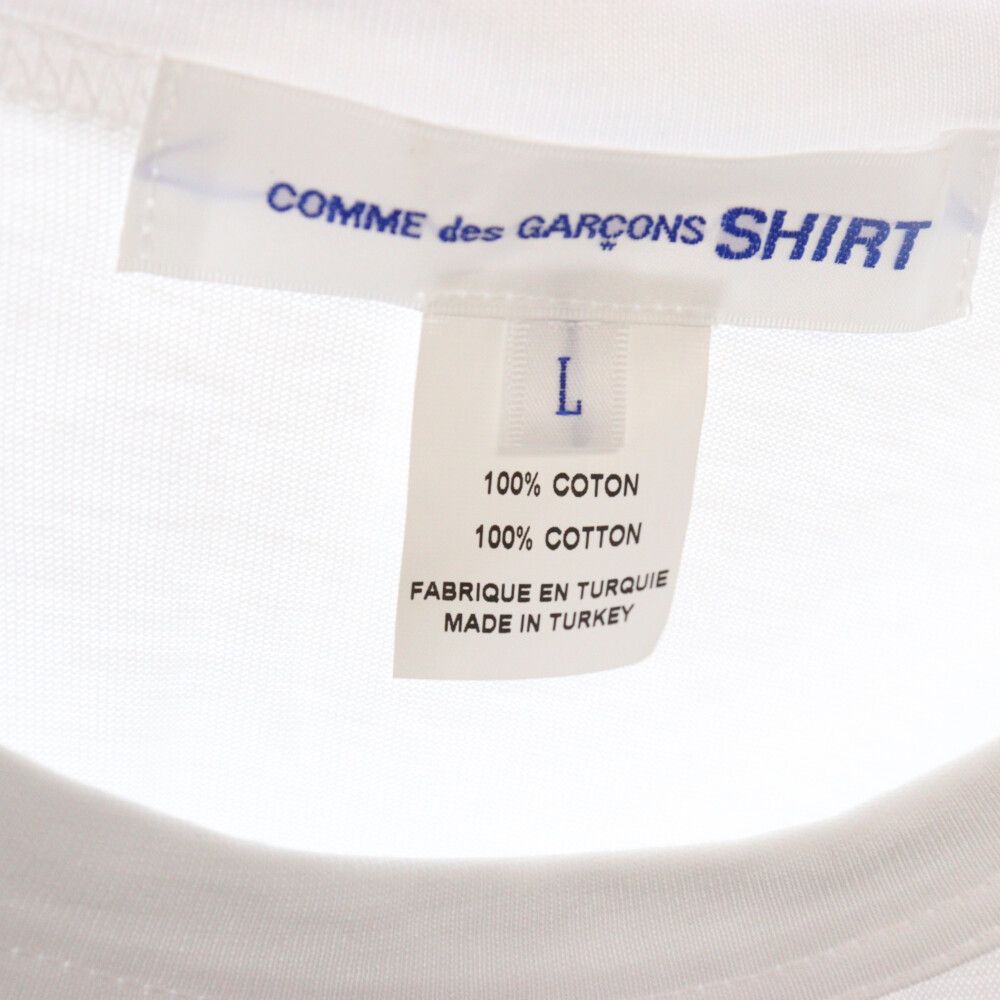 COMME des GARÇONS SHIRT
L
100% COTON
100% COTTON
FABRIQUE EN TURQUIE
MADE IN TURKEY